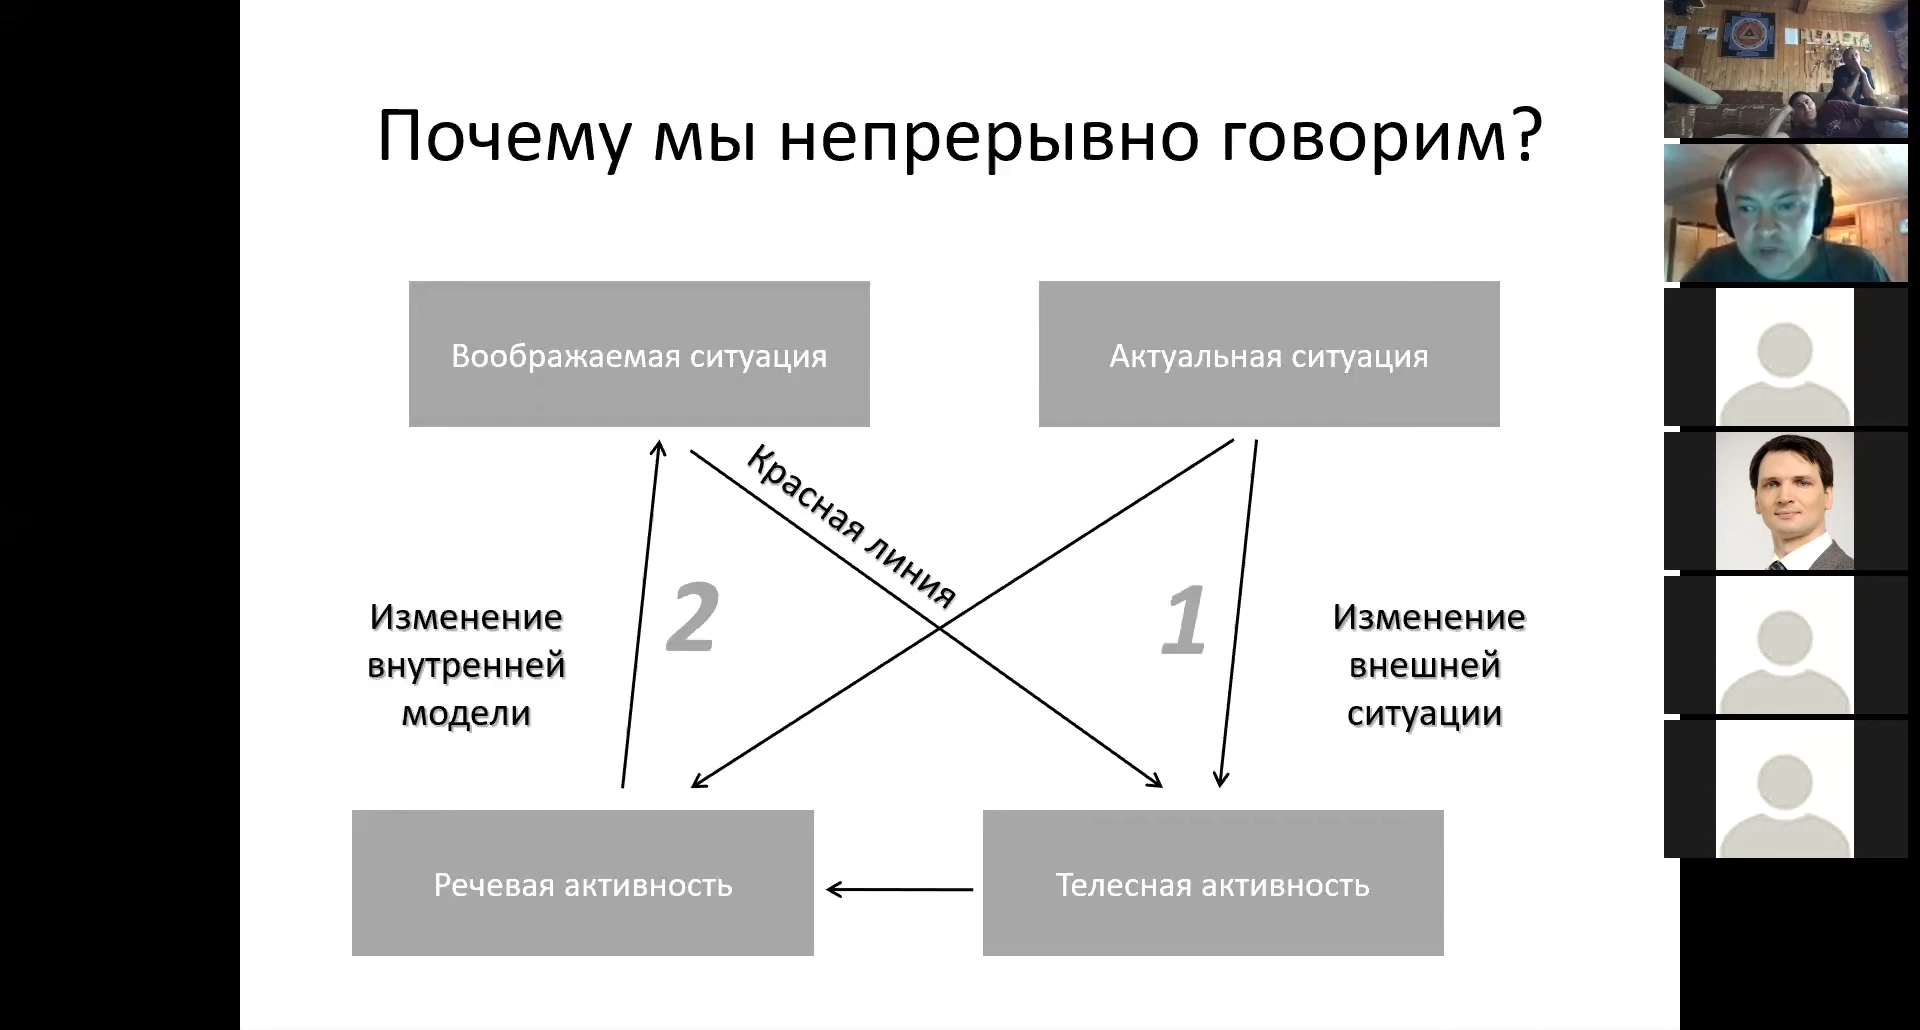 Почему мы непрерывно говорим?
Воображаемая ситуация
Актуальная ситуация
Красная линия
2
1
Изменение
внутренней
модели
Изменение
внешней
ситуации
Речевая активность
Телесная активность